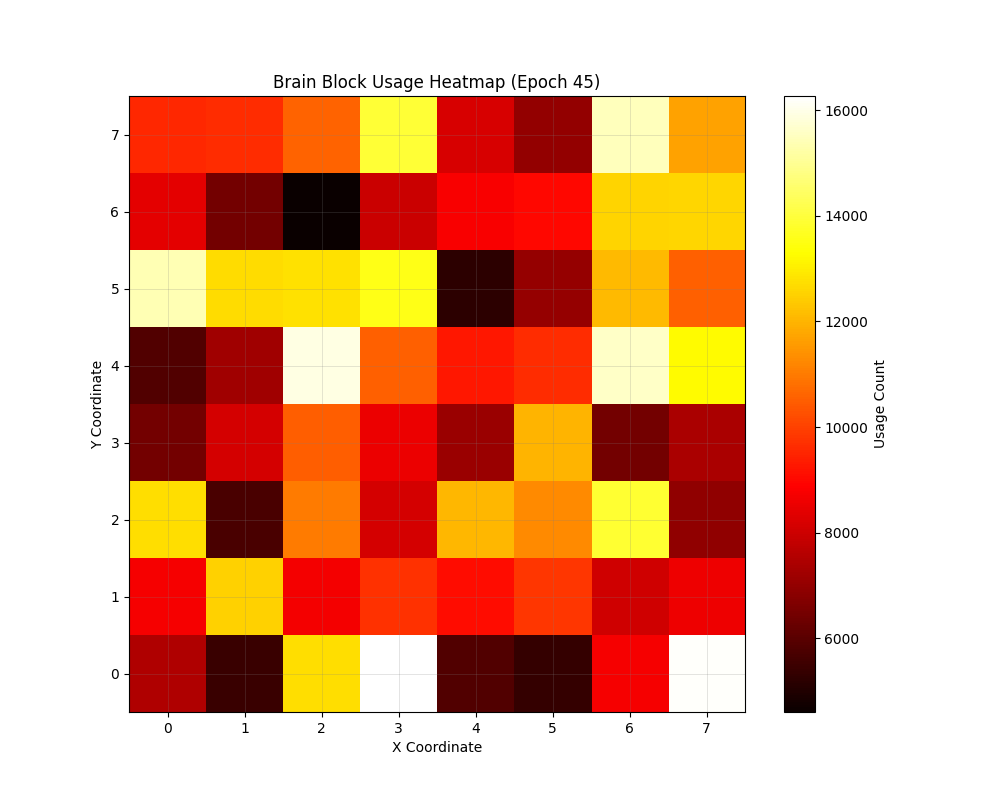 Brain Block Usage Heatmap (Epoch 45)
7
6
5
4
3
2
1
0
Y Coordinate
0 1 2 3 4 5 6 7
X Coordinate
16000
14000
12000
10000
8000
6000
Usage Count